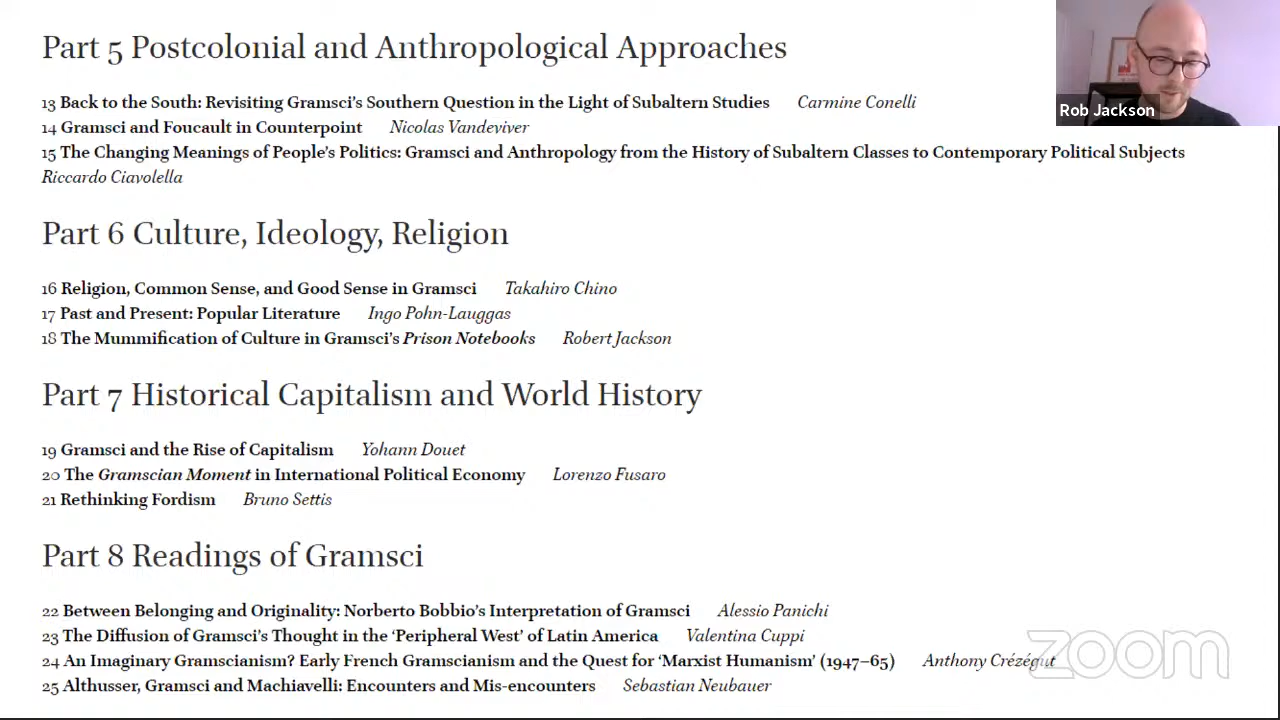 Part 5 Postcolonial and Anthropological Approaches
13 Back to the South: Revisiting Gramsci's Southern Question in the Light of Subaltern Studies Carmine Conelli
14 Gramsci and Foucault in Counterpoint Nicolas Vandeviver
15 The Changing Meanings of People's Politics: Gramsci and Anthropology from the History of Subaltern Classes to Contemporary Political Subjects
Riccardo Ciavolella
Part 6 Culture, Ideology, Religion
16 Religion, Common Sense, and Good Sense in Gramsci Takahiro Chino
17 Past and Present: Popular Literature Ingo Pohn-Lauggas
18 The Mummification of Culture in Gramsci's Prison Notebooks Robert Jackson
Part 7 Historical Capitalism and World History
19 Gramsci and the Rise of Capitalism Yohann Douet
20 The Gramscian Moment in International Political Economy Lorenzo Fusaro
21 Rethinking Fordism Bruno Settis
Part 8 Readings of Gramsci
22 Between Belonging and Originality: Norberto Bobbio's Interpretation of Gramsci Alessio Panichi
23 The Diffusion of Gramsci's Thought in the 'Peripheral West' of Latin America Valentina Cuppi
24 An Imaginary Gramscianism? Early French Gramscianism and the Quest for 'Marxist Humanism' (1947–65) Anthony Crézégut
25 Althusser, Gramsci and Machiavelli: Encounters and Mis-encounters Sebastian Neubauer
Rob Jackson
zoom